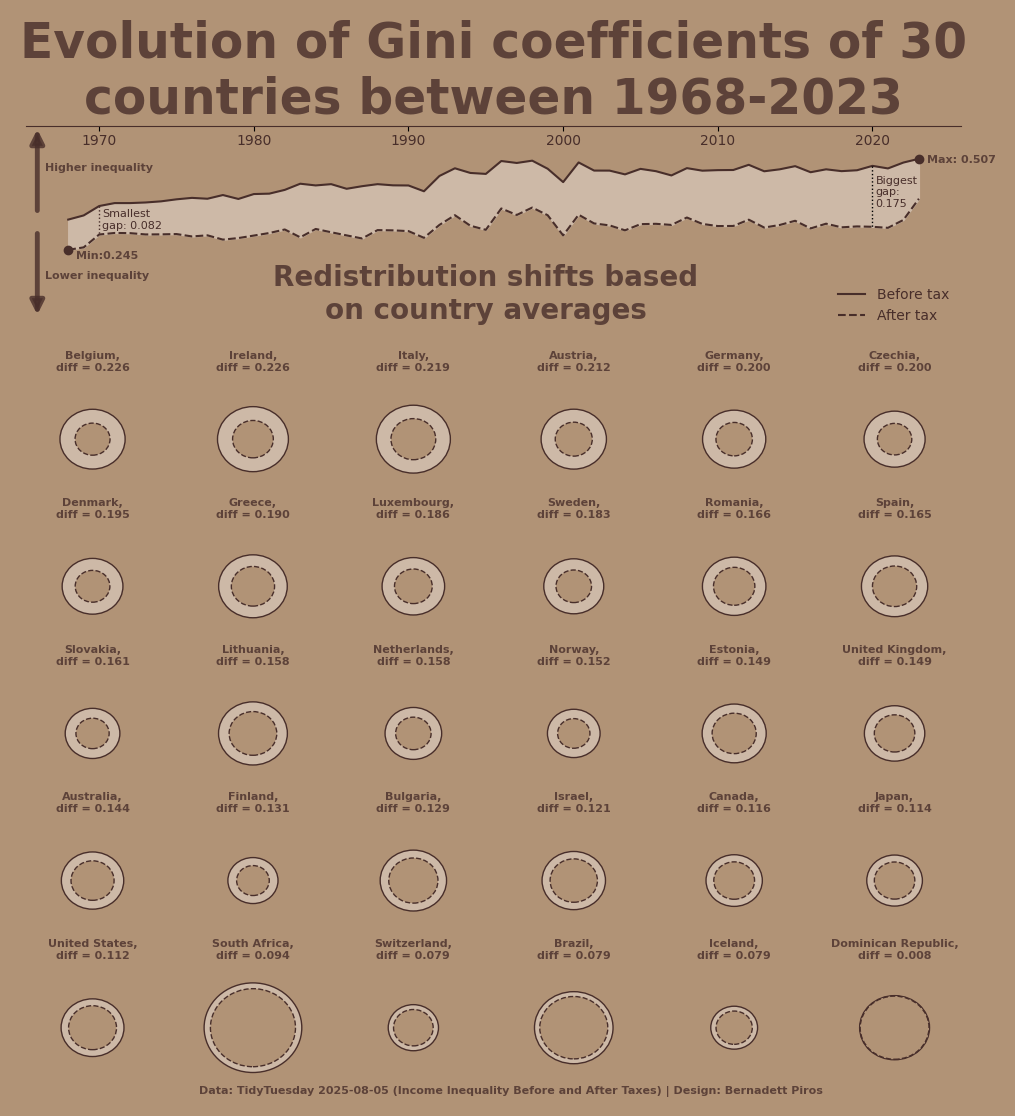 Evolution of Gini coefficients of 30
countries between 1968-2023
1970 1980 1990 2000 2010 2020
Higher inequality
Max: 0.507
Smallest
gap: 0.082
Biggest
gap:
0.175
Min:0.245
Lower inequality
Redistribution shifts based
on country averages
Before tax
After tax
Belgium,
diff = 0.226
Ireland,
diff = 0.226
Italy,
diff = 0.219
Austria,
diff = 0.212
Germany,
diff = 0.200
Czechia,
diff = 0.200
Denmark,
diff = 0.195
Greece,
diff = 0.190
Luxembourg,
diff = 0.186
Sweden,
diff = 0.183
Romania,
diff = 0.166
Spain,
diff = 0.165
Slovakia,
diff = 0.161
Lithuania,
diff = 0.158
Netherlands,
diff = 0.158
Norway,
diff = 0.152
Estonia,
diff = 0.149
United Kingdom,
diff = 0.149
Australia,
diff = 0.144
Finland,
diff = 0.131
Bulgaria,
diff = 0.129
Israel,
diff = 0.121
Canada,
diff = 0.116
Japan,
diff = 0.114
United States,
diff = 0.112
South Africa,
diff = 0.094
Switzerland,
diff = 0.079
Brazil,
diff = 0.079
Iceland,
diff = 0.079
Dominican Republic,
diff = 0.008
Data: TidyTuesday 2025-08-05 (Income Inequality Before and After Taxes) | Design: Bernadett Piros